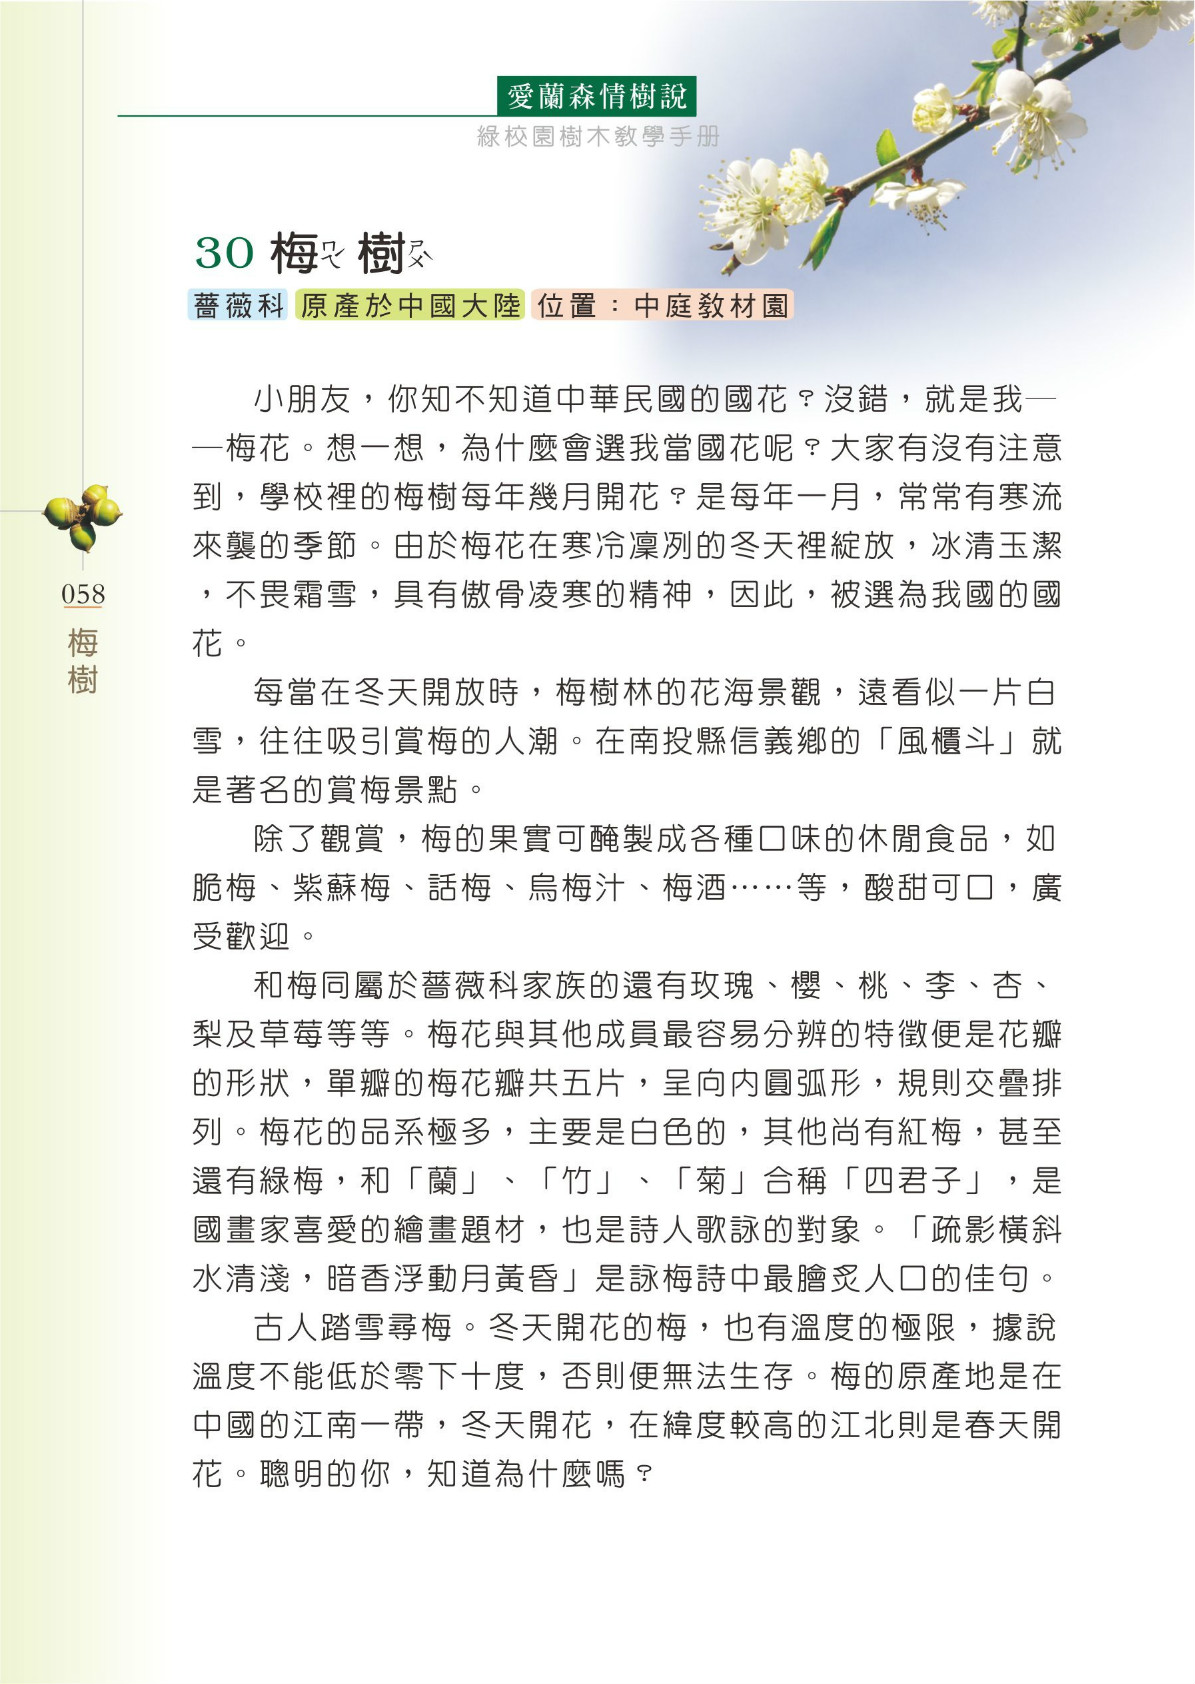 愛蘭森情樹說
綠校園樹木教學手册
30 梅ㄇㄟˊ 樹ㄕㄨˋ
薔薇科 原產於中國大陸 位置：中庭教材園
小朋友，你知不知道中華民國的國花？沒錯，就是我—
—梅花。想一想，為什麼會選我當國花呢？大家有沒有注意
到，學校裡的梅樹每年幾月開花？是每年一月，常常有寒流
來襲的季節。由於梅花在寒冷凜冽的冬天裡綻放，冰清玉潔
，不畏霜雪，具有傲骨凌寒的精神，因此，被選為我國的國
花。
每當在冬天開放時，梅樹林的花海景觀，遠看似一片白
雪，往往吸引賞梅的人潮。在南投縣信義鄉的「風櫃斗」就
是著名的賞梅景點。
除了觀賞，梅的果實可醃製成各種口味的休閒食品，如
脆梅、紫蘇梅、話梅、烏梅汁、梅酒……等，酸甜可口，廣
受歡迎。
和梅同屬於薔薇科家族的還有玫瑰、櫻、桃、李、杏、
梨及草莓等等。梅花與其他成員最容易分辨的特徵便是花瓣
的形狀，單瓣的梅花瓣共五片，呈向內圓弧形，規則交疊排
列。梅花的品系極多，主要是白色的，其他尚有紅梅，甚至
還有綠梅，和「蘭」、「竹」、「菊」合稱「四君子」，是
國畫家喜愛的繪畫題材，也是詩人歌詠的對象。「疏影橫斜
水清淺，暗香浮動月黃昏」是詠梅詩中最膾炙人口的佳句。
古人踏雪尋梅。冬天開花的梅，也有溫度的極限，據說
溫度不能低於零下十度，否則便無法生存。梅的原產地是在
中國的江南一帶，冬天開花，在緯度較高的江北則是春天開
花。聰明的你，知道為什麼嗎？
058
梅樹